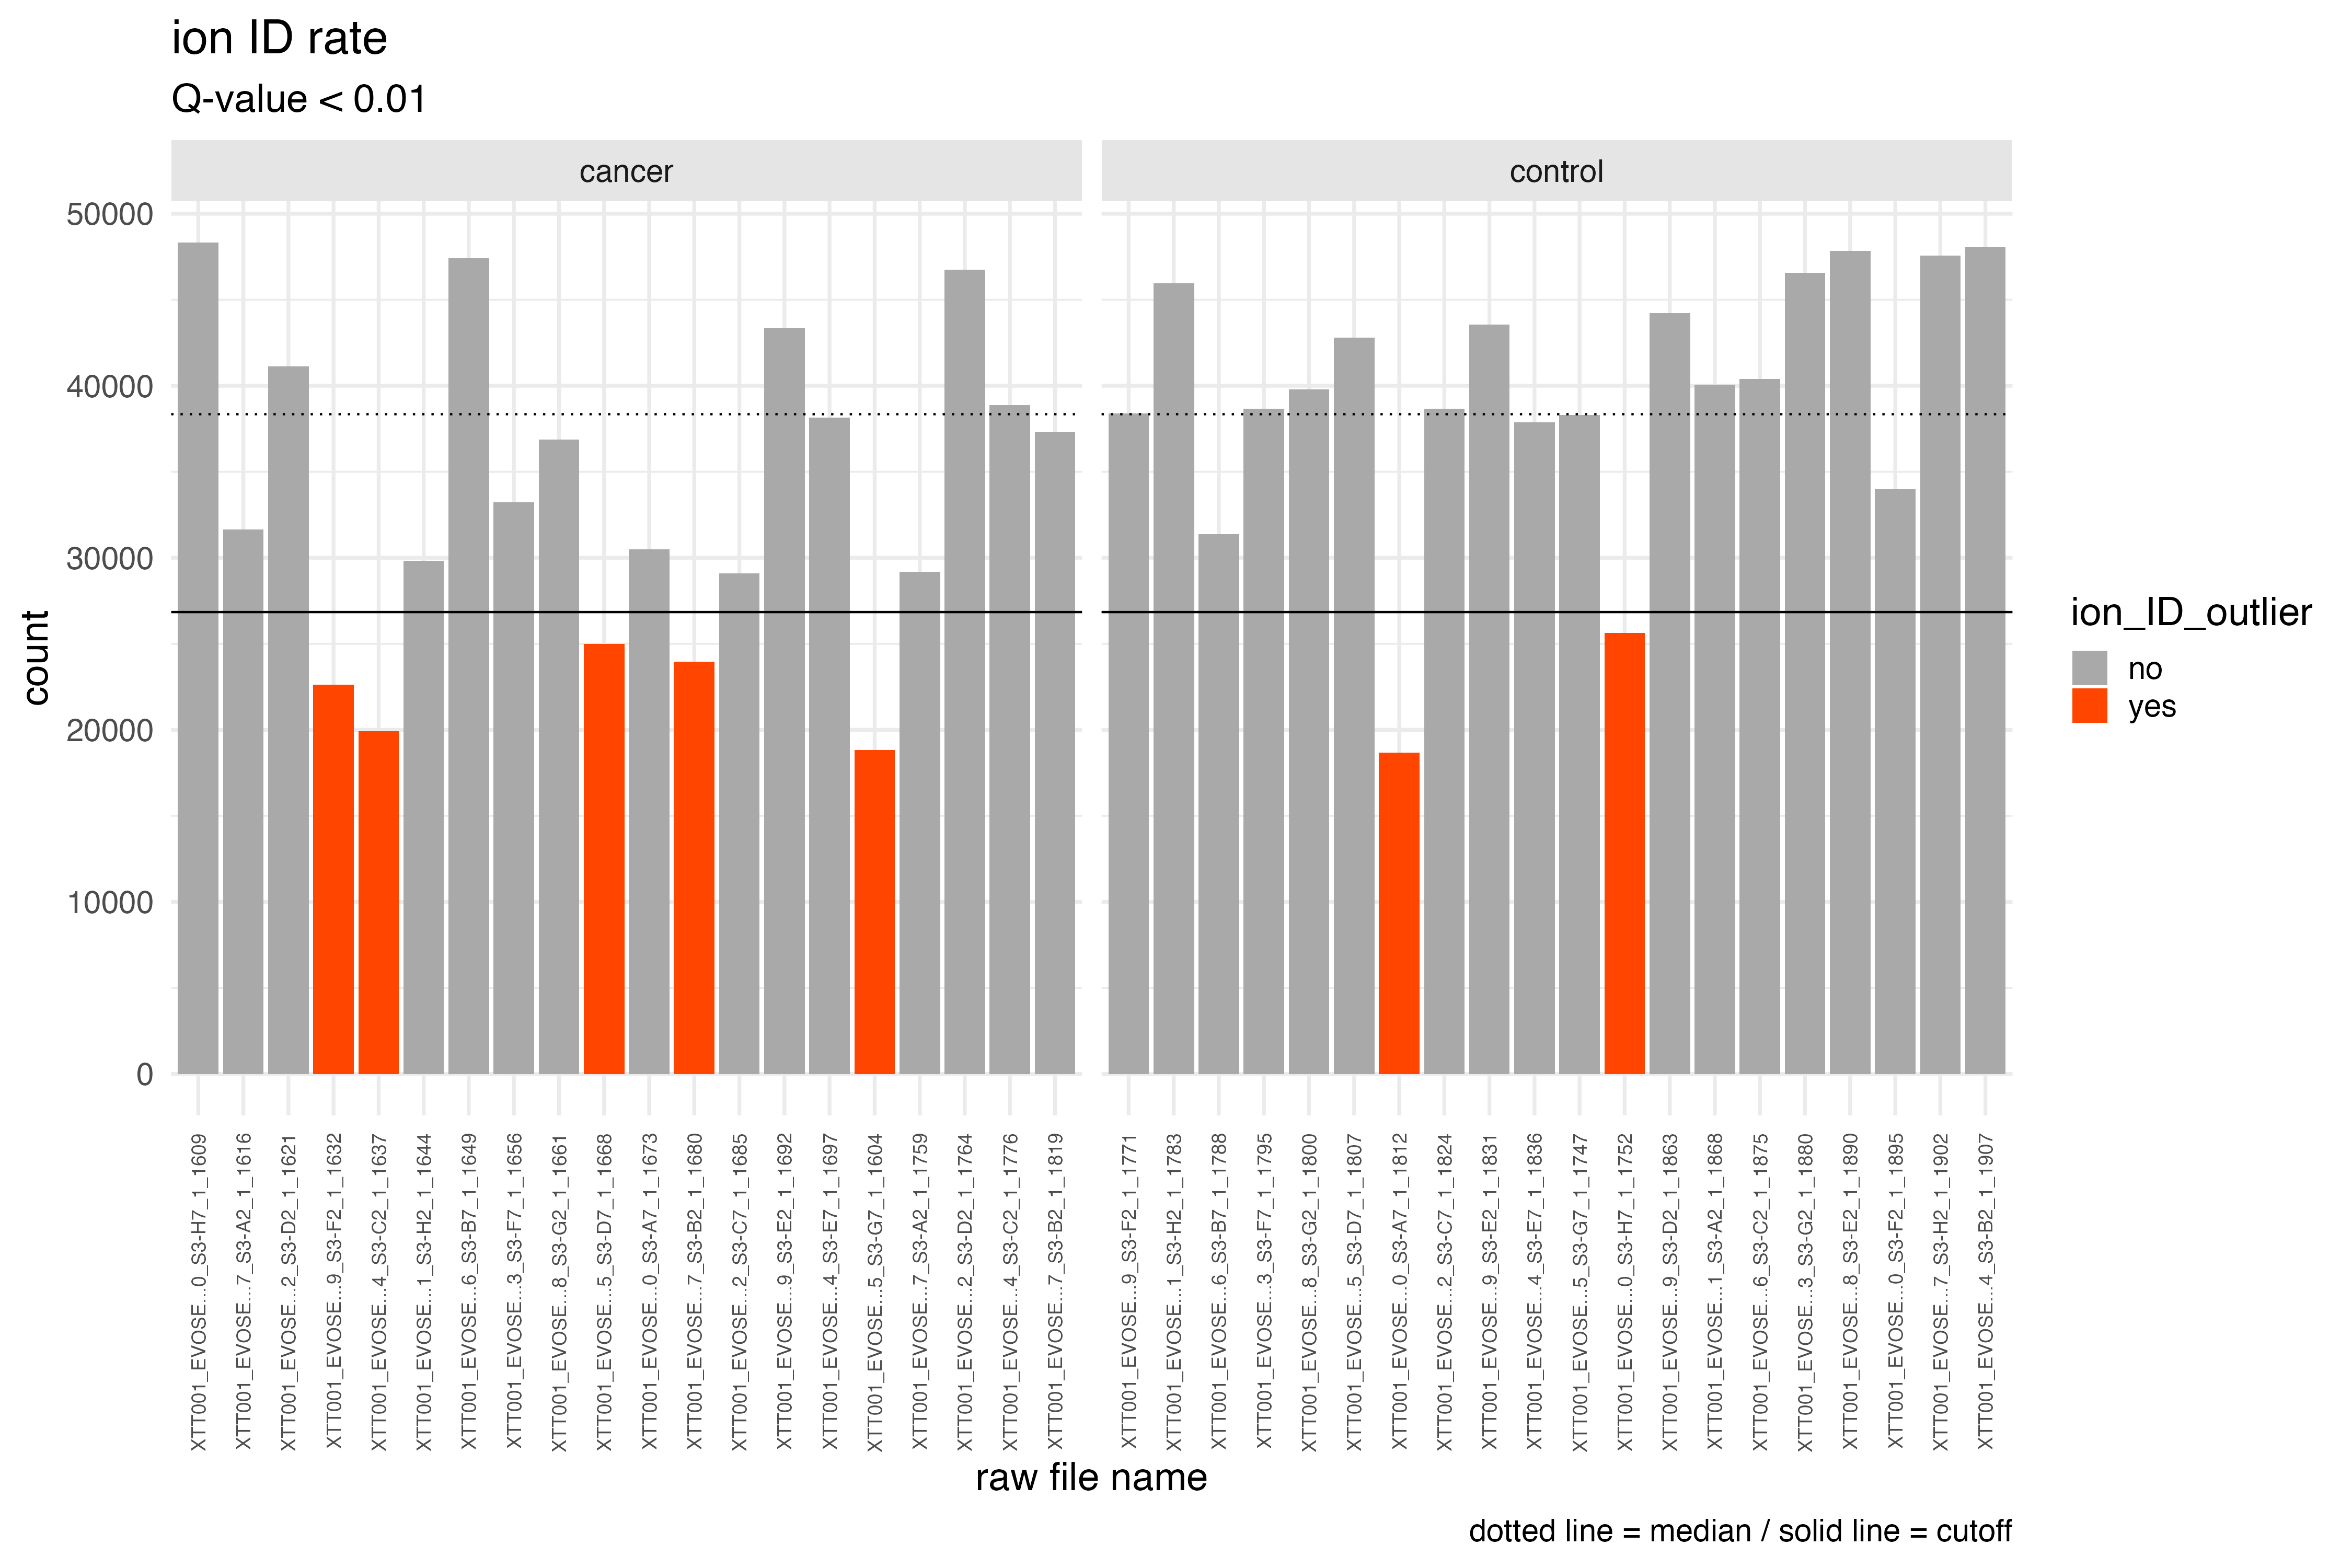 ion ID rate
Q-value < 0.01
cancer
control
50000
40000
30000
20000
10000
0
count
ion_ID_outlier
no
yes
XTT001_EVOSE...0_S3-H7_1_1609
XTT001_EVOSE...7_S3-A2_1_1616
XTT001_EVOSE...2_S3-D2_1_1621
XTT001_EVOSE...9_S3-F2_1_1632
XTT001_EVOSE...4_S3-C2_1_1637
XTT001_EVOSE...1_S3-H2_1_1644
XTT001_EVOSE...6_S3-B7_1_1649
XTT001_EVOSE...3_S3-F7_1_1656
XTT001_EVOSE...8_S3-G2_1_1661
XTT001_EVOSE...5_S3-D7_1_1668
XTT001_EVOSE...0_S3-A7_1_1673
XTT001_EVOSE...7_S3-B2_1_1680
XTT001_EVOSE...2_S3-C7_1_1685
XTT001_EVOSE...9_S3-E2_1_1692
XTT001_EVOSE...4_S3-E7_1_1697
XTT001_EVOSE...5_S3-G7_1_1604
XTT001_EVOSE...7_S3-A2_1_1759
XTT001_EVOSE...2_S3-D2_1_1764
XTT001_EVOSE...4_S3-C2_1_1776
XTT001_EVOSE...7_S3-B2_1_1819
XTT001_EVOSE...9_S3-F2_1_1771
XTT001_EVOSE...1_S3-H2_1_1783
XTT001_EVOSE...6_S3-B7_1_1788
XTT001_EVOSE...3_S3-F7_1_1795
XTT001_EVOSE...8_S3-G2_1_1800
XTT001_EVOSE...5_S3-D7_1_1807
XTT001_EVOSE...0_S3-A7_1_1812
XTT001_EVOSE...2_S3-C7_1_1824
XTT001_EVOSE...9_S3-E2_1_1831
XTT001_EVOSE...4_S3-E7_1_1836
XTT001_EVOSE...5_S3-G7_1_1747
XTT001_EVOSE...0_S3-H7_1_1752
XTT001_EVOSE...9_S3-D2_1_1863
XTT001_EVOSE...1_S3-A2_1_1868
XTT001_EVOSE...6_S3-C2_1_1875
XTT001_EVOSE...3_S3-G2_1_1880
XTT001_EVOSE...8_S3-E2_1_1890
XTT001_EVOSE...0_S3-F2_1_1895
XTT001_EVOSE...7_S3-H2_1_1902
XTT001_EVOSE...4_S3-B2_1_1907
raw file name
dotted line = median / solid line = cutoff